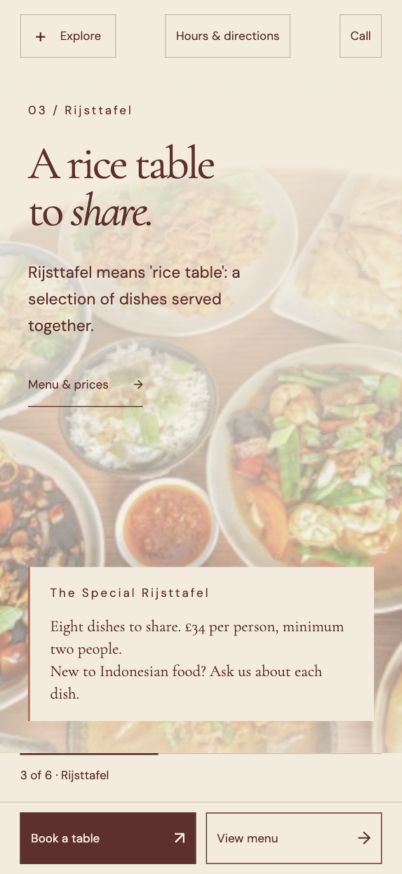 + Explore
Hours & directions
Call
03 / Rijsttafel
A rice table
to share.
Rijsttafel means 'rice table': a
selection of dishes served
together.
Menu & prices →
The Special Rijsttafel
Eight dishes to share. £34 per person, minimum
two people.
New to Indonesian food? Ask us about each
dish.
3 of 6 · Rijsttafel
Book a table ↗
View menu →